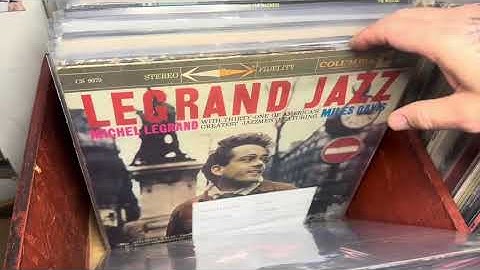 CS 8079
STEREO
FIDELITY
COLUMBIA
LEGRAND JAZZ
MICHEL LEGRAND
WITH THIRTY-ONE OF AMERICA'S
GREATEST JAZZMEN FEATURING
MILES DAVIS